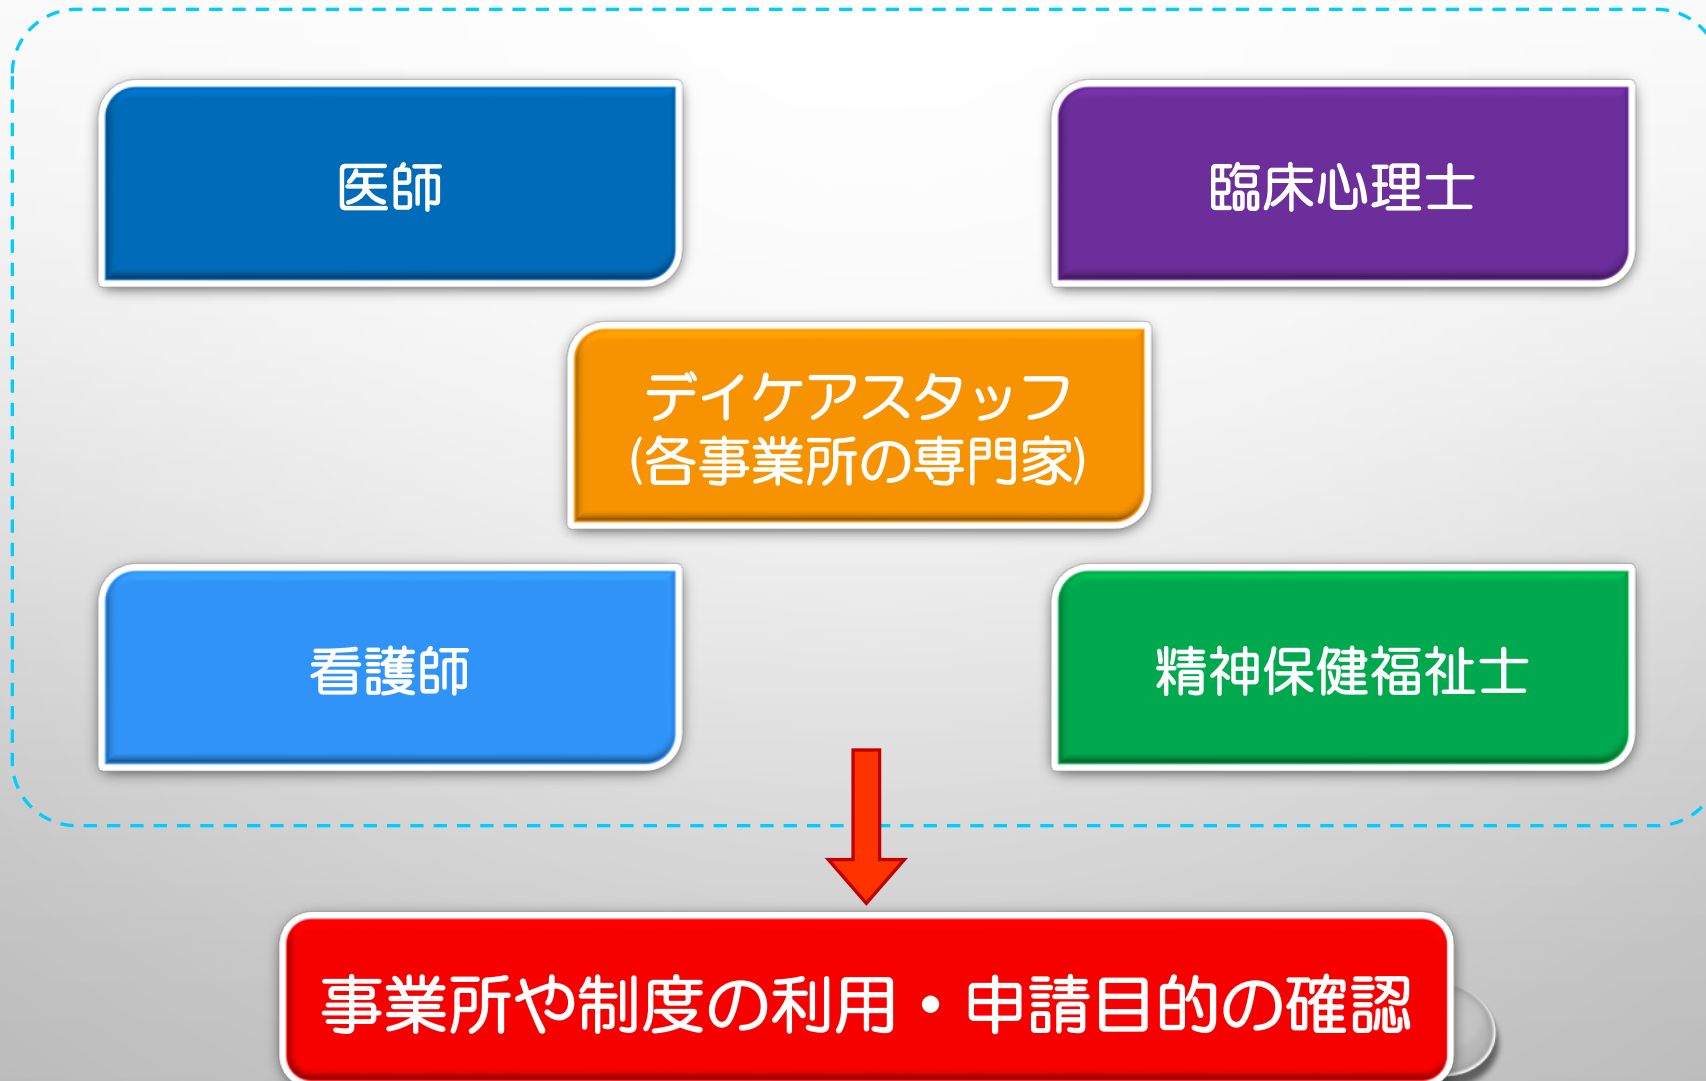 医師
臨床心理士
デイケアスタッフ
(各事業所の専門家)
看護師
精神保健福祉士
事業所や制度の利用・申請目的の確認